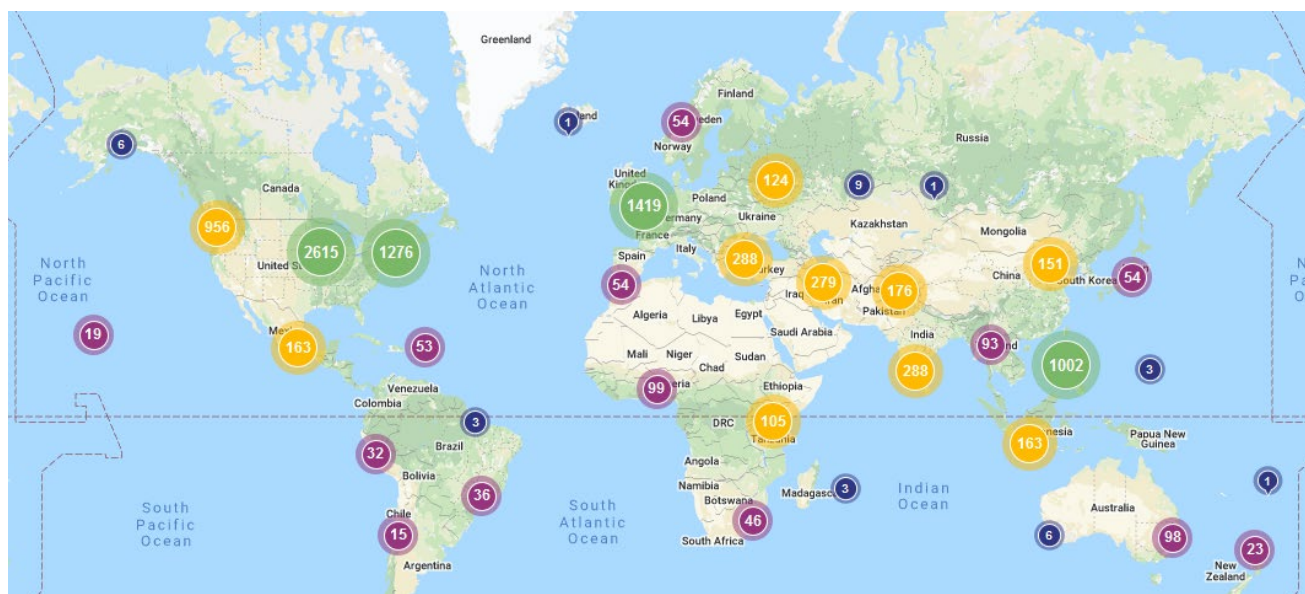 Greenland
Finland
1
54
Sweden
Norway
Russia
6
Canada
United
124
9
1
1419
Poland
Germany
Ukraine
Kazakhstan
Mongolia
France
956
2615
1276
Italy
Spain
288
151
China
South Korea
54
North
Pacific
Ocean
North
Atlantic
Ocean
54
279
176
Iraq
Pakistan
Algeria
Libya
Egypt
Saudi Arabia
India
19
163
53
93
Mali
Niger
Chad
Sudan
288
1002
3
99
Ethiopia
Venezuela
Colombia
3
DRC
105
Tanzania
163
Papua New
Guinea
32
Brazil
Bolivia
Angola
Namibia
Botswana
Madagasc
3
Indian
Ocean
1
36
South
Pacific
Ocean
Chile
15
South
Atlantic
Ocean
46
South Africa
6
Australia
98
23
New
Zealand
Argentina